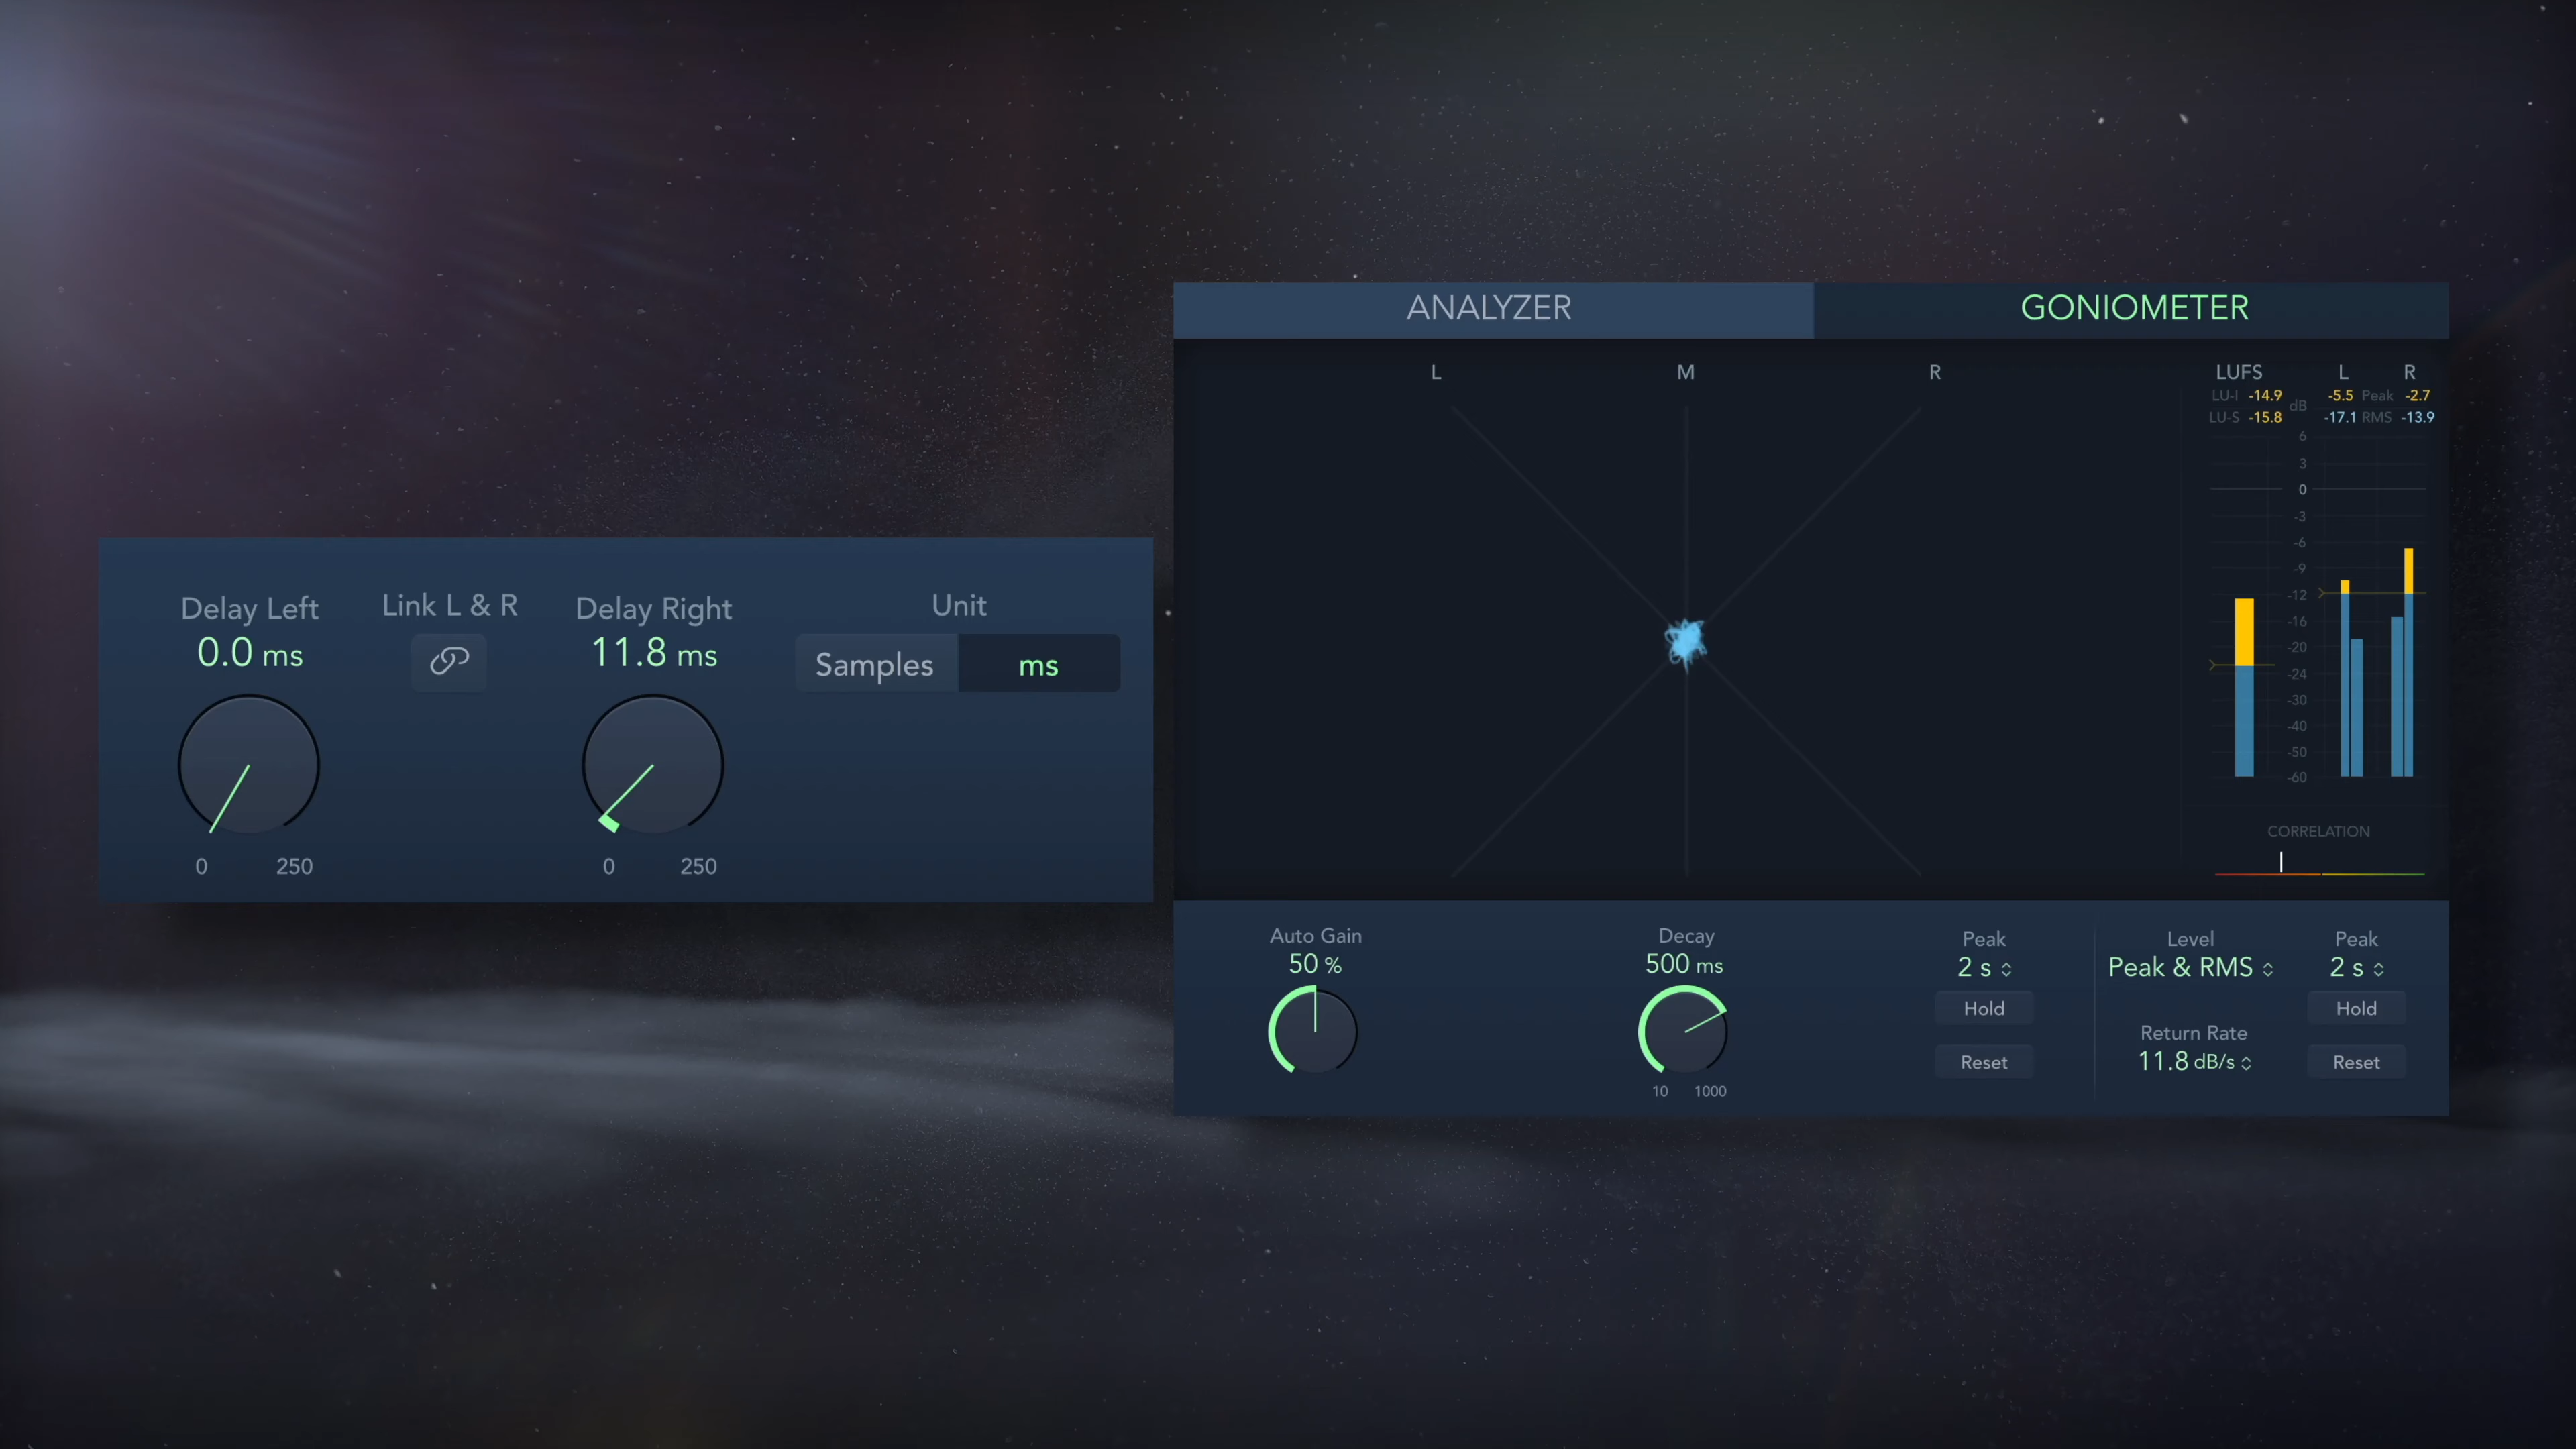 ANALYZER GONIOMETER
L M R LUFS L R
LU-I -14.9 dB -5.5 Peak -2.7
LU-S -15.8 -17.1 RMS -13.9
6
3
0
-3
-6
-9
-12
-16
-20
-24
-30
-40
-50
-60
CORRELATION
Delay Left Link L & R Delay Right Unit
0.0 ms 11.8 ms Samples ms
0 250 0 250
Auto Gain Decay Peak Level Peak
50 % 500 ms 2 s Peak & RMS 2 s
Hold Hold
Return Rate
Reset 11.8 dB/s Reset
10 1000